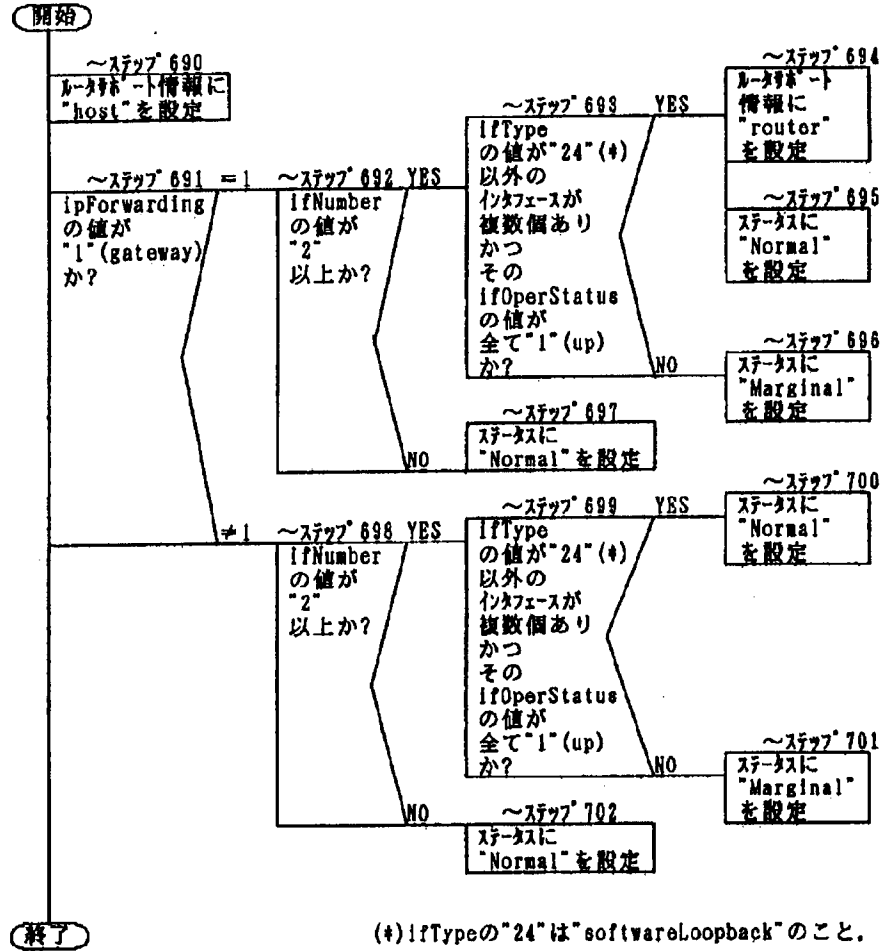 開始
～ステップ 690
ルータサポート情報に
"host"を設定
～ステップ 691 =1
ipForwarding
の値が
"1"(gateway)
か?
～ステップ 692 YES
ifNumber
の値が
"2"
以上か?
NO
～ステップ 693 YES
ifType
の値が"24"(*)
以外の
インタフェースが
複数個あり
かつ
その
ifOperStatus
の値が
全て"1"(up)
か?
NO
～ステップ 694
ルータサポート
情報に
"router"
を設定
～ステップ 695
ステータスに
"Normal"
を設定
～ステップ 696
ステータスに
"Marginal"
を設定
～ステップ 697
ステータスに
"Normal"を設定
≠1
～ステップ 698 YES
ifNumber
の値が
"2"
以上か?
NO
～ステップ 699 YES
ifType
の値が"24"(*)
以外の
インタフェースが
複数個あり
かつ
その
ifOperStatus
の値が
全て"1"(up)
か?
NO
～ステップ 700
ステータスに
"Normal"
を設定
～ステップ 701
ステータスに
"Marginal"
を設定
～ステップ 702
ステータスに
"Normal"を設定
終了
(*)ifTypeの"24"は"softwareLoopback"のこと.